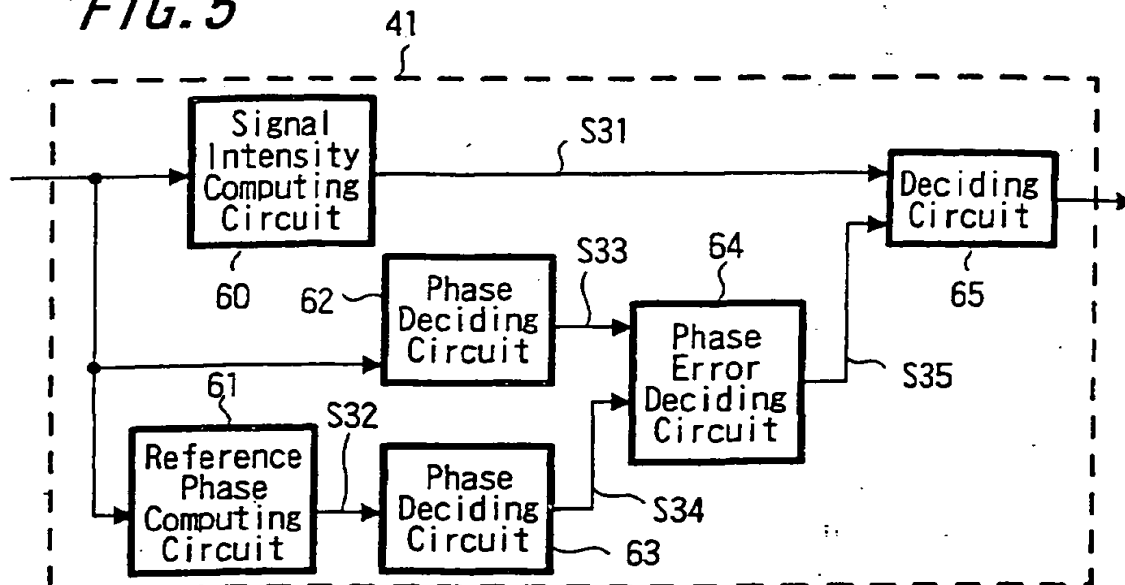 FIG. 5
41
Signal
Intensity
Computing
Circuit
60
S31
Deciding
Circuit
65
62
Phase
Deciding
Circuit
S33
64
Phase
Error
Deciding
Circuit
S35
61
Reference
Phase
Computing
Circuit
S32
Phase
Deciding
Circuit
63
S34